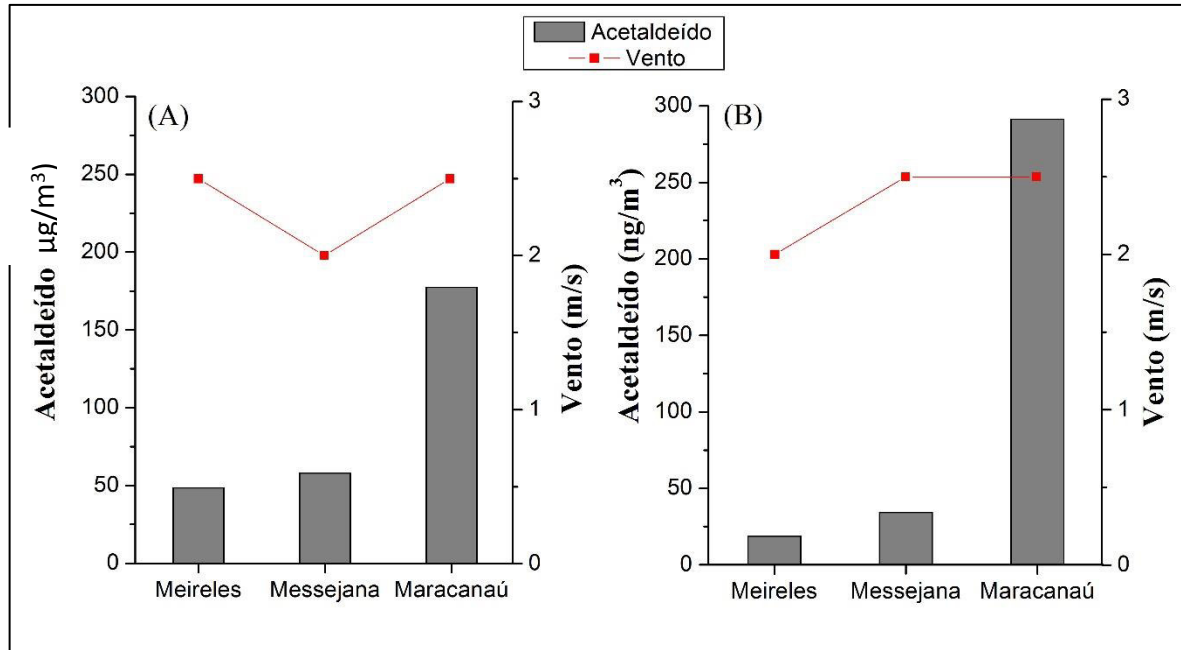 Acetaldeído
Vento
(A)
300
250
200
150
100
50
0
Acetaldeído µg/m³
3
2
1
0
Vento (m/s)
Meireles Messejana Maracanaú
(B)
300
250
200
150
100
50
0
Acetaldeído (ng/m³)
3
2
1
0
Vento (m/s)
Meireles Messejana Maracanaú